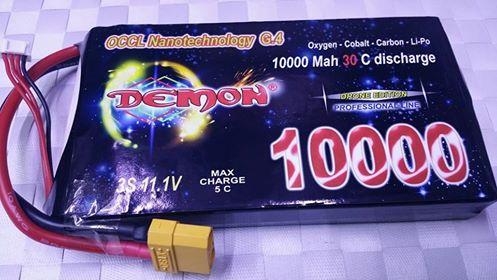 OCCL Nanotechnology G.4
Oxygen - Cobalt - Carbon - Li-Po
10000 Mah 30 C discharge
DEMON®
DRONE EDITION
PROFESSIONAL LINE
10000
3S 11.1V
MAX
CHARGE
5 C